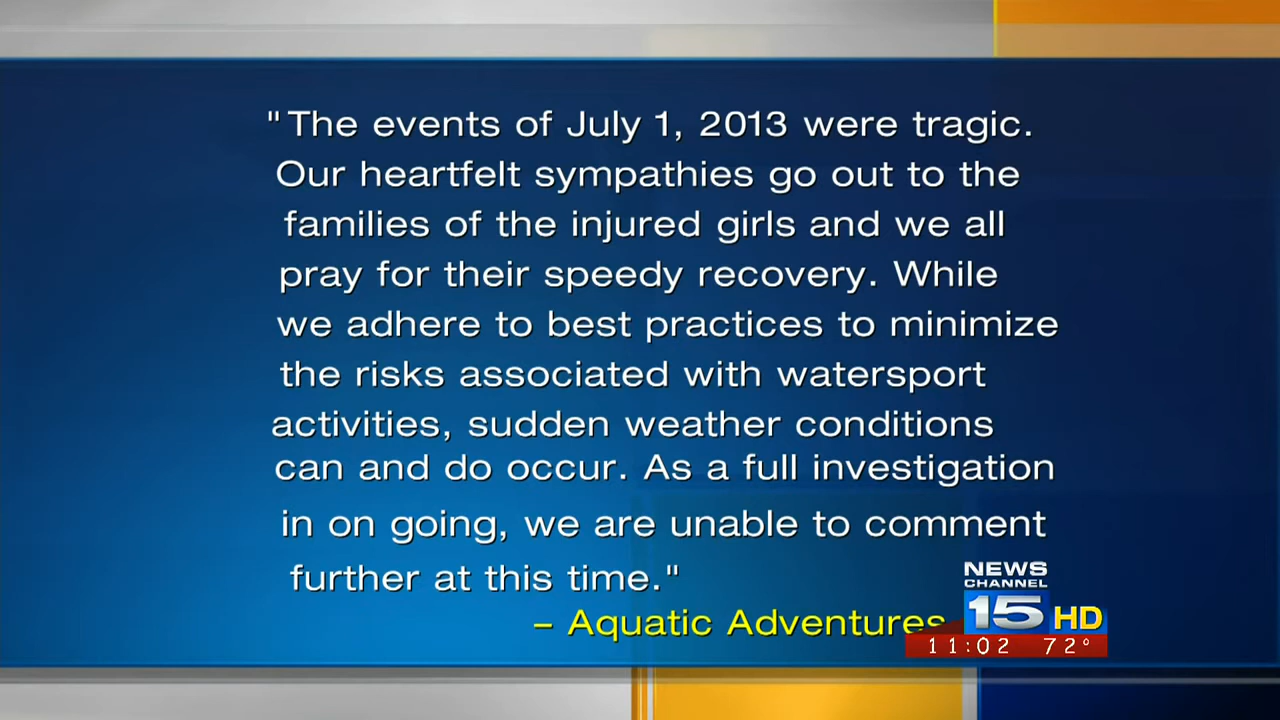 "The events of July 1, 2013 were tragic.
Our heartfelt sympathies go out to the
families of the injured girls and we all
pray for their speedy recovery. While
we adhere to best practices to minimize
the risks associated with watersport
activities, sudden weather conditions
can and do occur. As a full investigation
in on going, we are unable to comment
further at this time."
– Aquatic Adventures
NEWS
CHANNEL
15 HD
11:02 72°